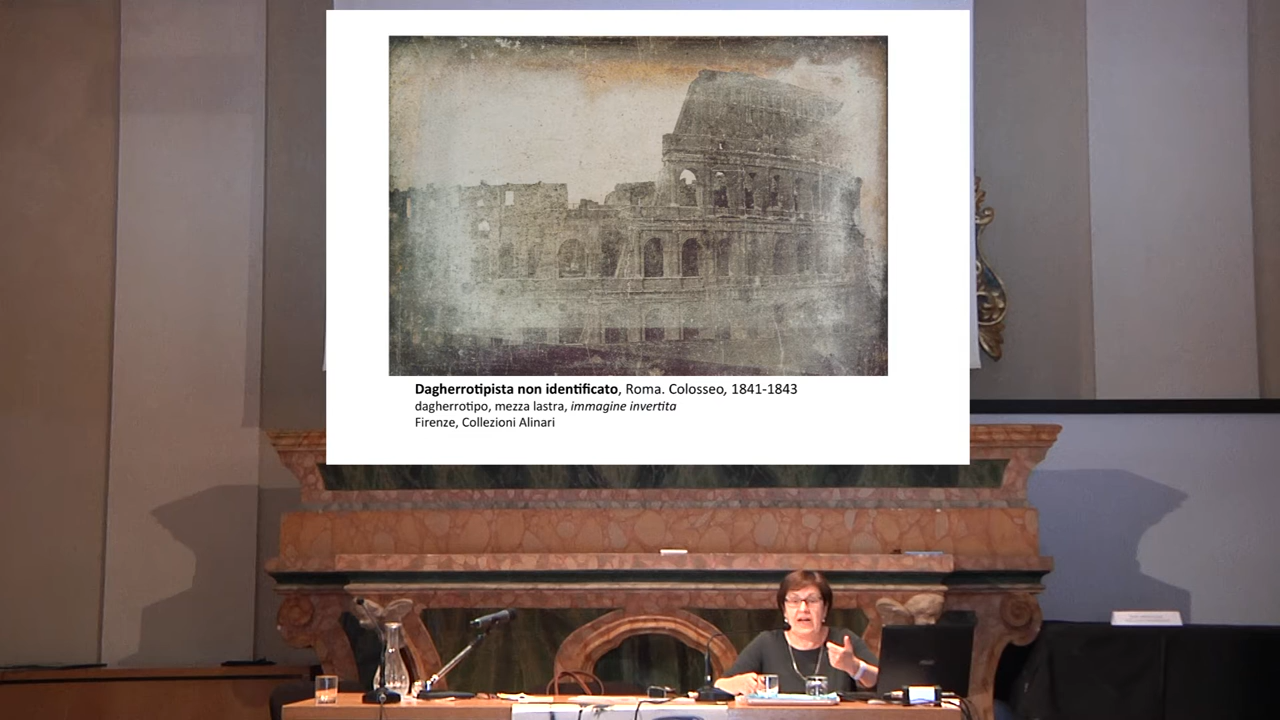 Dagherrotipista non identificato, Roma. Colosseo, 1841-1843
dagherrotipo, mezza lastra, immagine invertita
Firenze, Collezioni Alinari